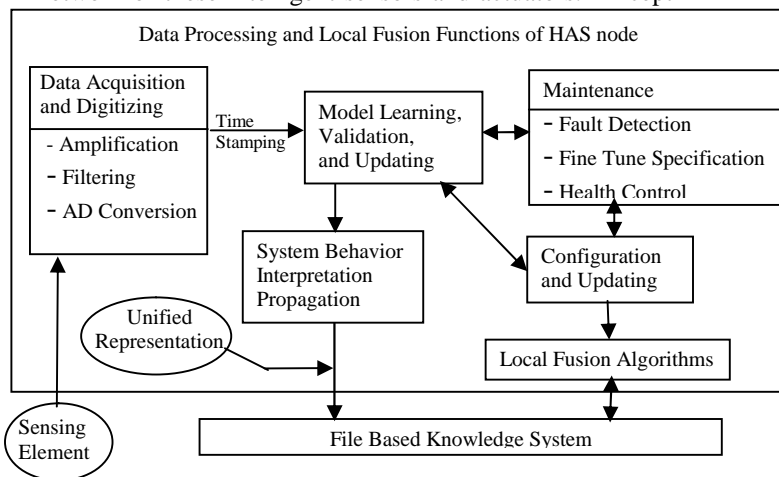 Data Processing and Local Fusion Functions of HAS node
Data Acquisition
and Digitizing
- Amplification
- Filtering
- AD Conversion
Time
Stamping
Model Learning,
Validation,
and Updating
Maintenance
- Fault Detection
- Fine Tune Specification
- Health Control
System Behavior
Interpretation
Propagation
Configuration
and Updating
Unified
Representation
Local Fusion Algorithms
Sensing
Element
File Based Knowledge System